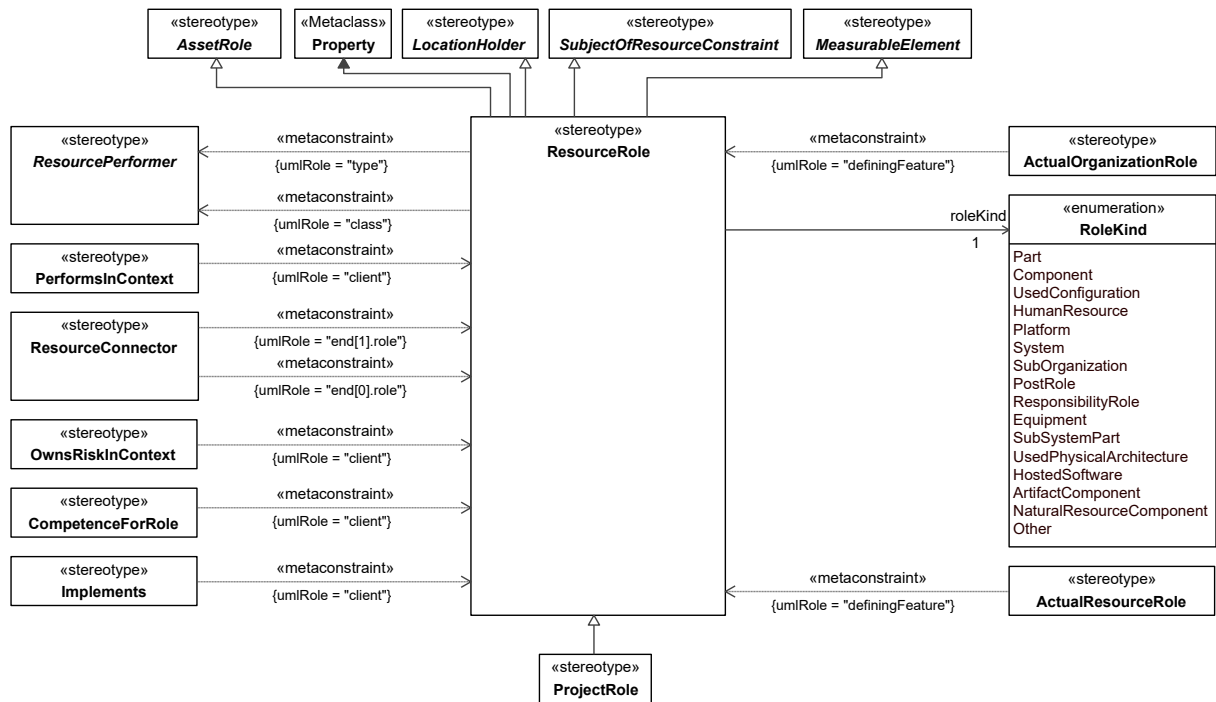 «stereotype»
AssetRole
«Metaclass»
Property
«stereotype»
LocationHolder
«stereotype»
SubjectOfResourceConstraint
«stereotype»
MeasurableElement
«stereotype»
ResourcePerformer
«metaconstraint»
{umlRole = "type"}
«metaconstraint»
{umlRole = "class"}
«stereotype»
PerformsInContext
«metaconstraint»
{umlRole = "client"}
«stereotype»
ResourceConnector
«metaconstraint»
{umlRole = "end[1].role"}
«metaconstraint»
{umlRole = "end[0].role"}
«stereotype»
OwnsRiskInContext
«metaconstraint»
{umlRole = "client"}
«stereotype»
CompetenceForRole
«metaconstraint»
{umlRole = "client"}
«stereotype»
Implements
«metaconstraint»
{umlRole = "client"}
«stereotype»
ResourceRole
«metaconstraint»
{umlRole = "definingFeature"}
«stereotype»
ActualOrganizationRole
roleKind
1
«enumeration»
RoleKind
Part
Component
UsedConfiguration
HumanResource
Platform
System
SubOrganization
PostRole
ResponsibilityRole
Equipment
SubSystemPart
UsedPhysicalArchitecture
HostedSoftware
ArtifactComponent
NaturalResourceComponent
Other
«metaconstraint»
{umlRole = "definingFeature"}
«stereotype»
ActualResourceRole
«stereotype»
ProjectRole